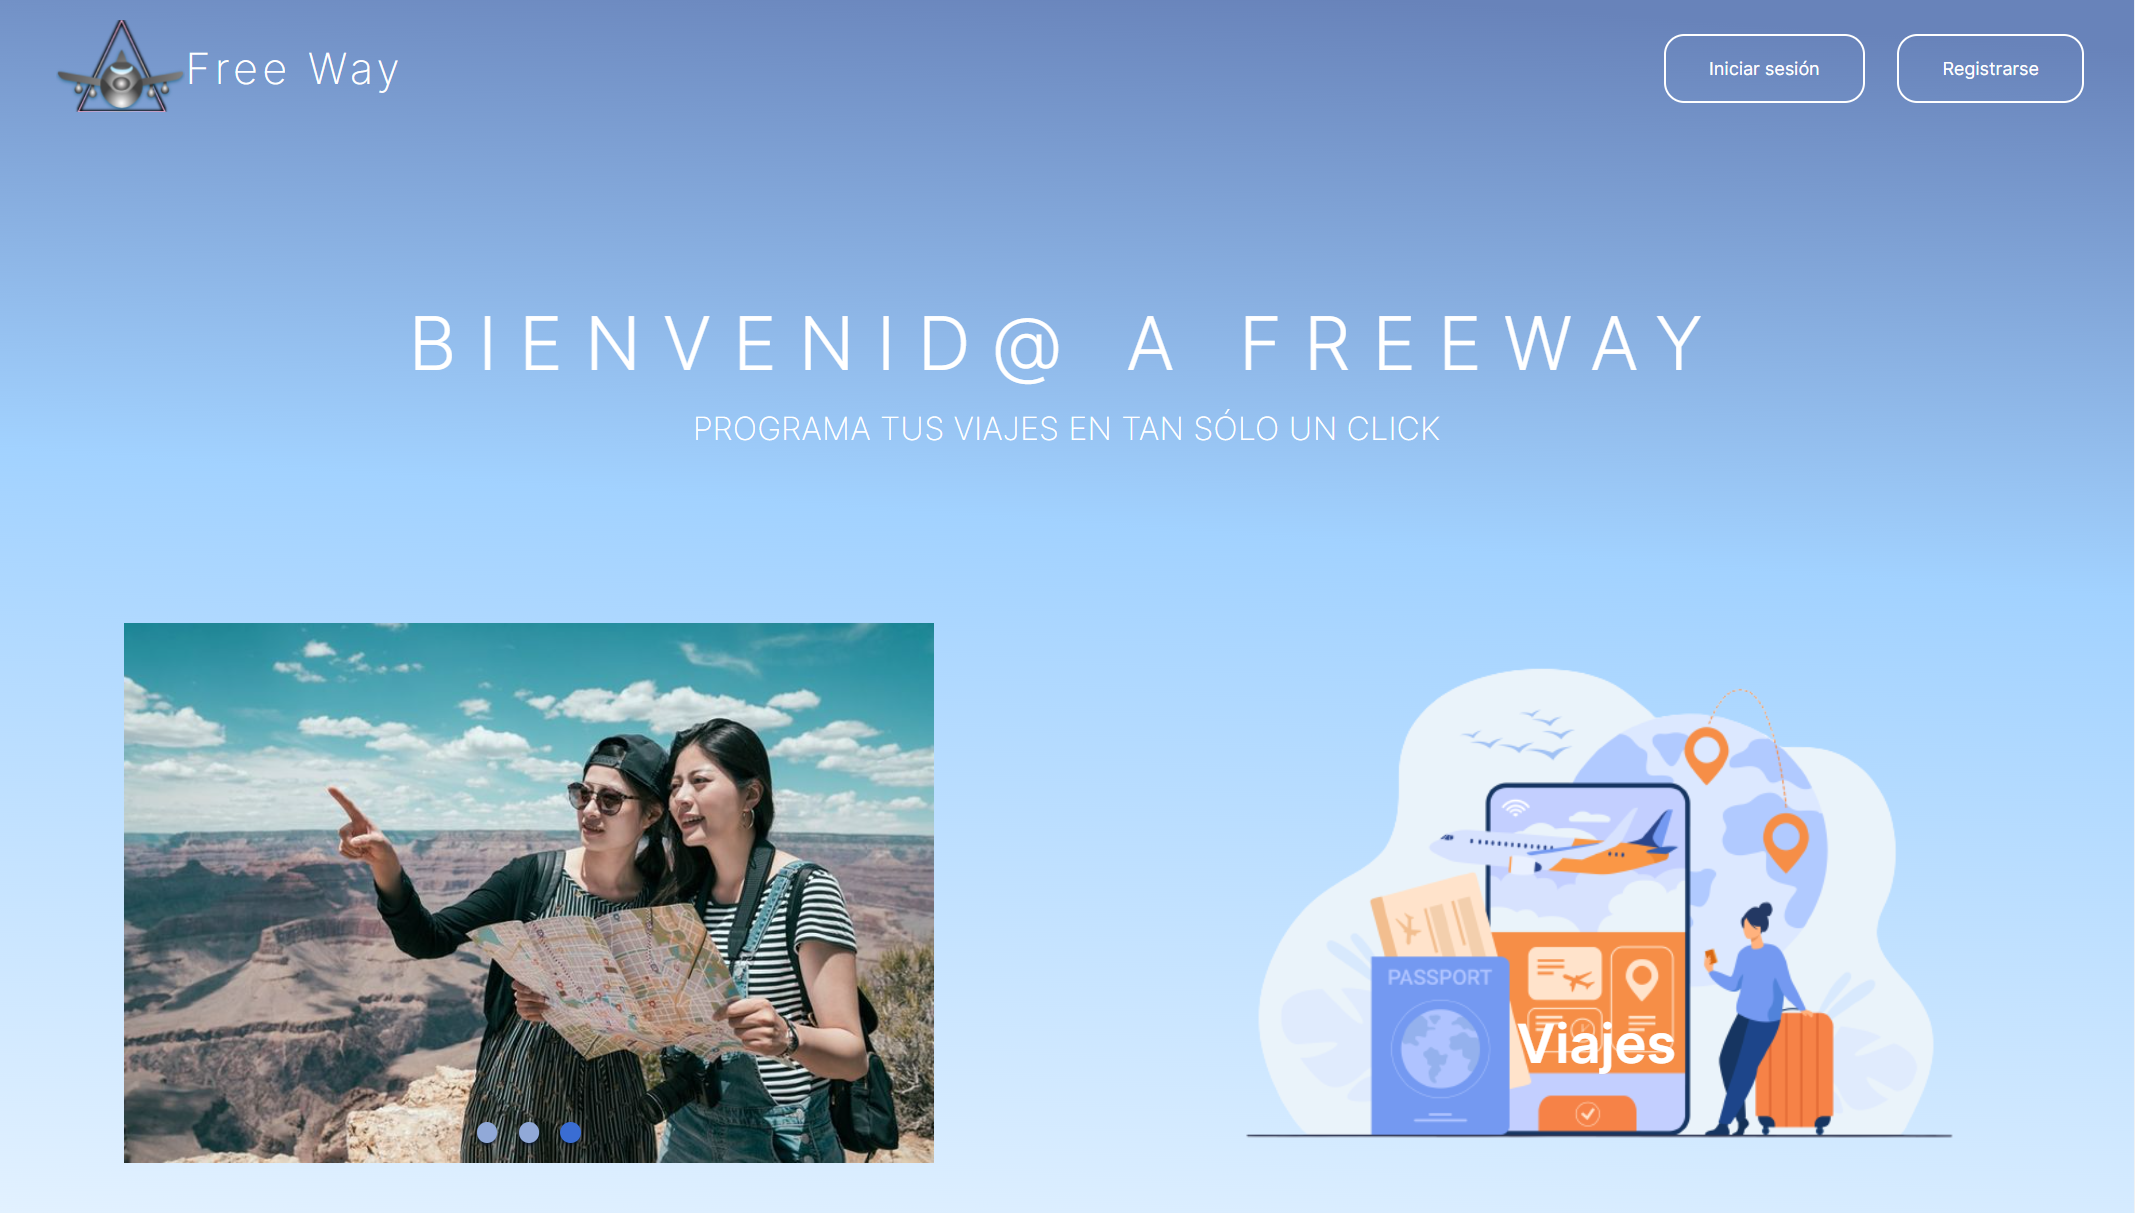 Free Way
Iniciar sesión
Registrarse
BIENVENID@ A FREEWAY
PROGRAMA TUS VIAJES EN TAN SÓLO UN CLICK
PASSPORT
Viajes